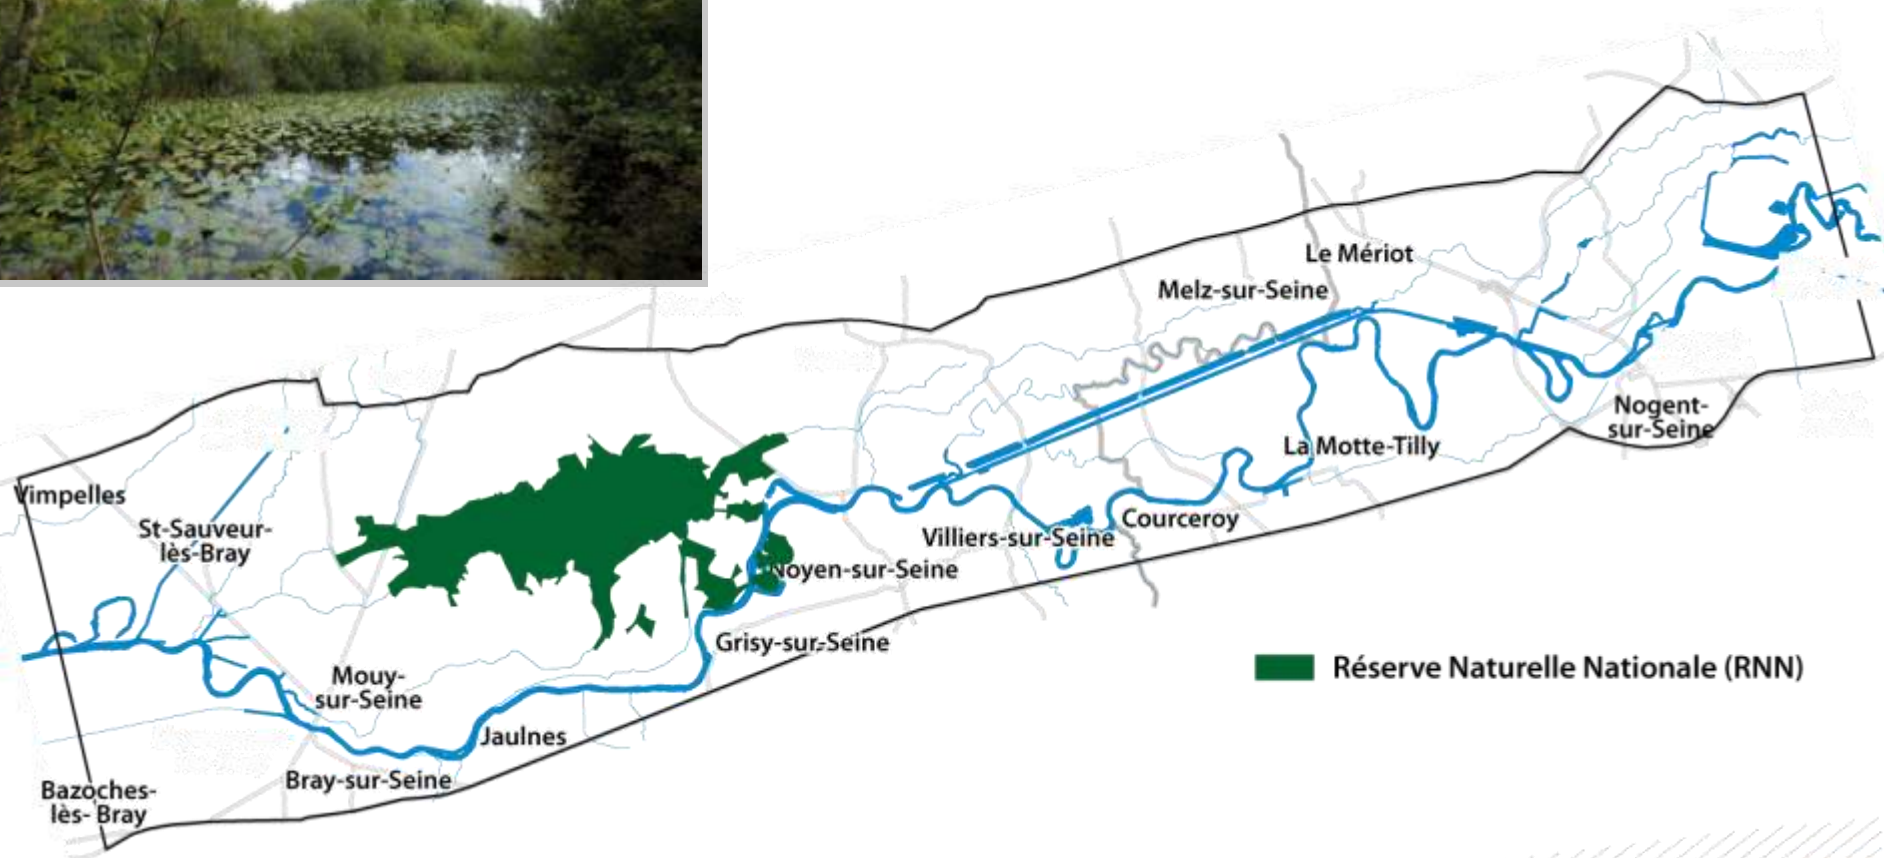 Le Mériot
Melz-sur-Seine
Nogent-
sur-Seine
La Motte-Tilly
Vimpelles
St-Sauveur-
lès-Bray
Courceroy
Villiers-sur-Seine
Noyen-sur-Seine
Grisy-sur-Seine
Réserve Naturelle Nationale (RNN)
Mouy-
sur-Seine
Jaulnes
Bray-sur-Seine
Bazoches-
lès- Bray